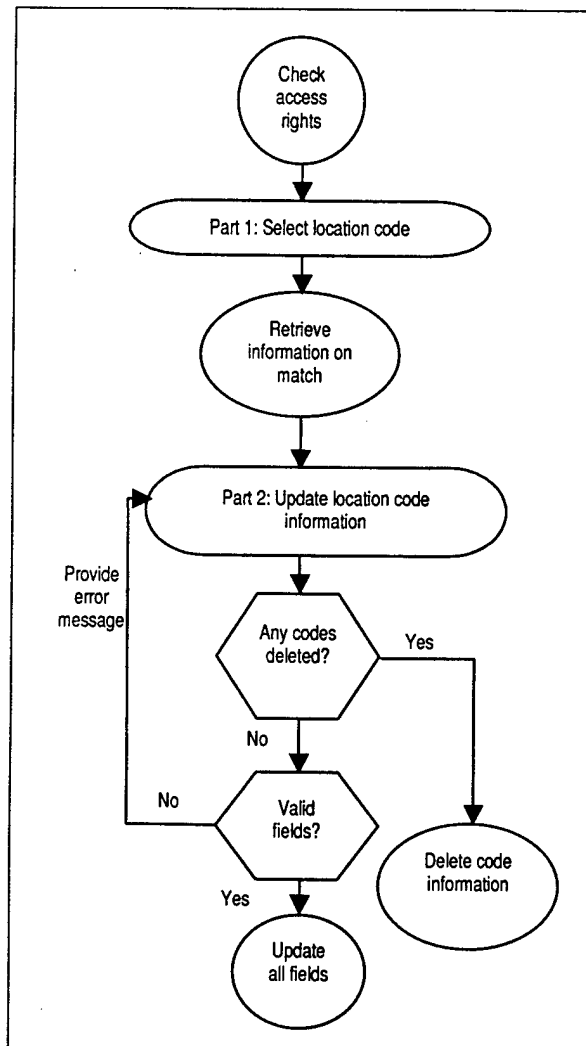 Check
access
rights
Part 1: Select location code
Retrieve
information on
match
Part 2: Update location code
information
Provide
error
message
Any codes
deleted?
Yes
No
No
Valid
fields?
Delete code
information
Yes
Update
all fields